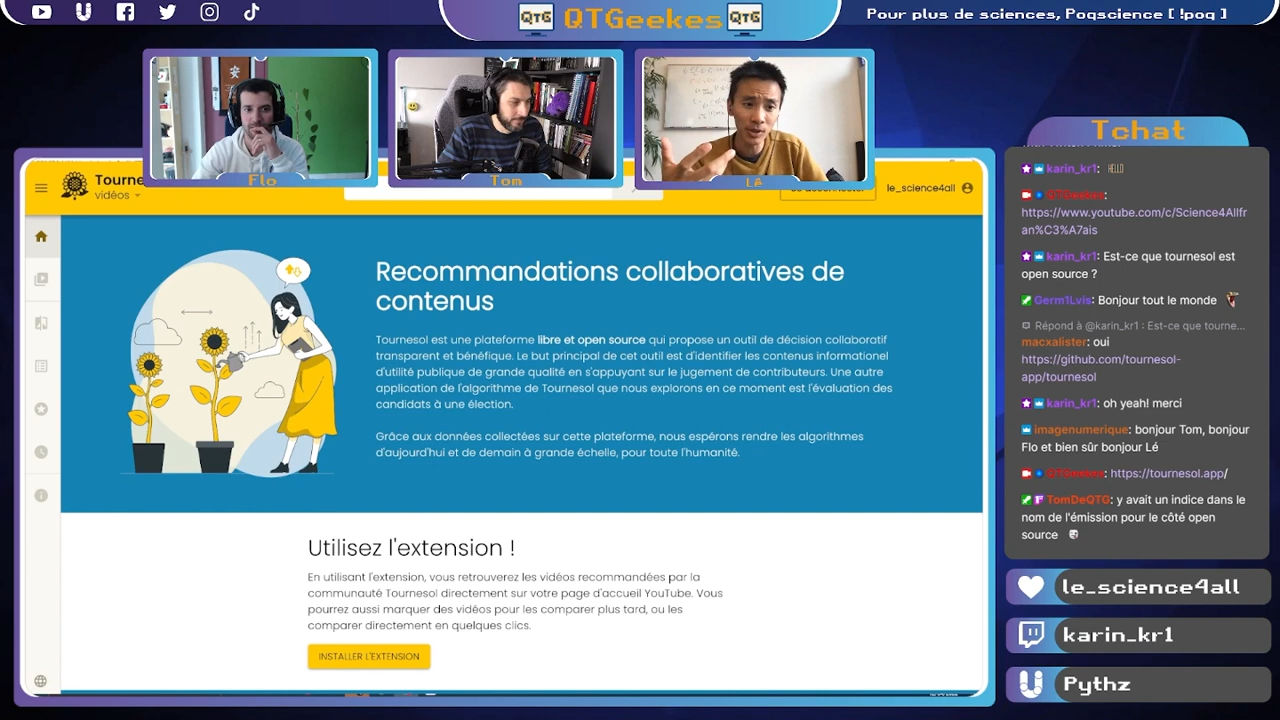 QTG QTGeekes QTG
Pour plus de sciences, Poqscience [ !poq ]
安
Flo
Tom
Lê
Tourne
vidéos
le_science4all
Recommandations collaboratives de
contenus
Tournesol est une plateforme libre et open source qui propose un outil de décision collaboratif
transparent et bénéfique. Le but principal de cet outil est d'identifier les contenus informationel
d'utilité publique de grande qualité en s'appuyant sur le jugement de contributeurs. Une autre
application de l'algorithme de Tournesol que nous explorons en ce moment est l'évaluation des
candidats à une élection.
Grâce aux données collectées sur cette plateforme, nous espérons rendre les algorithmes
d'aujourd'hui et de demain à grande échelle, pour toute l'humanité.
Utilisez l'extension !
En utilisant l'extension, vous retrouverez les vidéos recommandées par la
communauté Tournesol directement sur votre page d'accueil YouTube. Vous
pourrez aussi marquer des vidéos pour les comparer plus tard, ou les
comparer directement en quelques clics.
INSTALLER L'EXTENSION
Tchat
karin_kr1: HELLO
QTGeekes:
https://www.youtube.com/c/Science4Allfr
an%C3%A7ais
karin_kr1: Est-ce que tournesol est
open source ?
Germ1Lvis: Bonjour tout le monde
Répond à @karin_kr1 : Est-ce que tourne...
macxalister: oui
https://github.com/tournesol-
app/tournesol
karin_kr1: oh yeah! merci
imagenumerique: bonjour Tom, bonjour
Flo et bien sûr bonjour Lé
QTGeekes: https://tournesol.app/
TomDeQTG: y avait un indice dans le
nom de l'émission pour le côté open
source
le_science4all
karin_kr1
Pythz